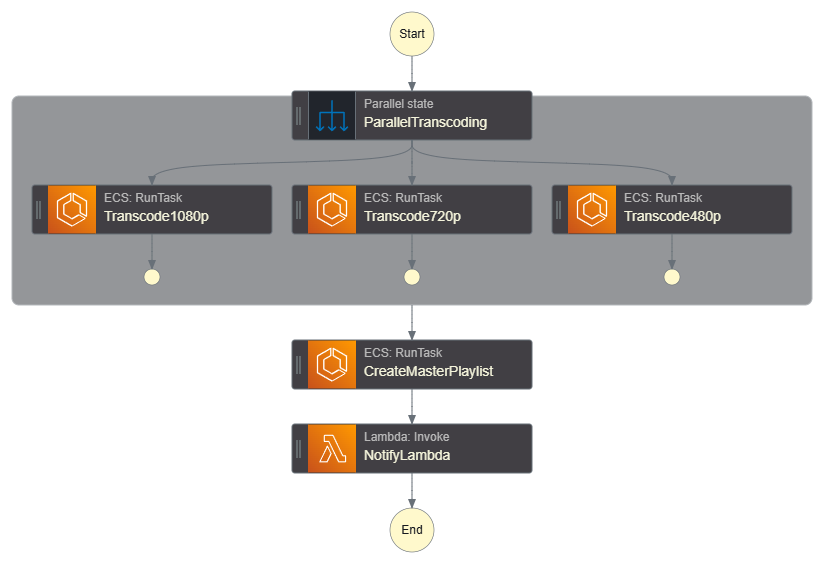 Start
Parallel state
ParallelTranscoding
ECS: RunTask
Transcode1080p
ECS: RunTask
Transcode720p
ECS: RunTask
Transcode480p
ECS: RunTask
CreateMasterPlaylist
Lambda: Invoke
NotifyLambda
End